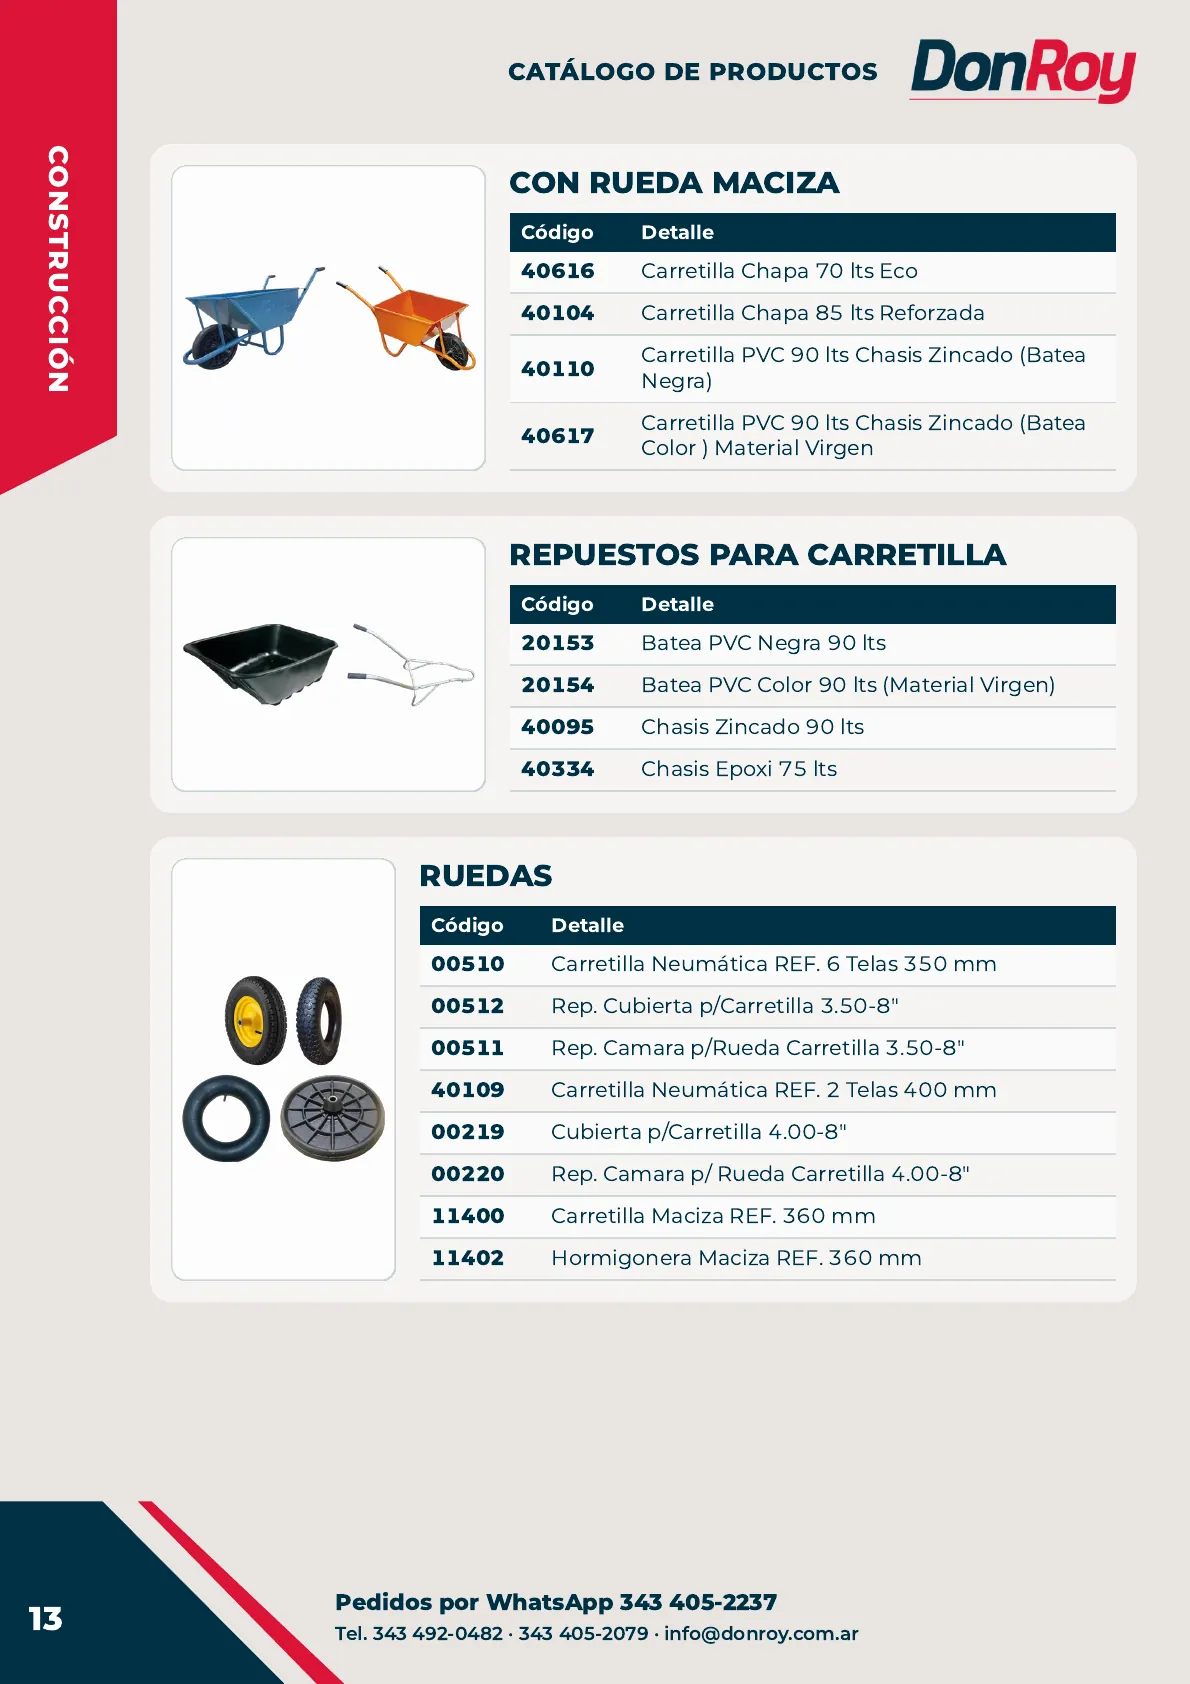 CATÁLOGO DE PRODUCTOS
DonRoy
CONSTRUCCIÓN
CON RUEDA MACIZA
Código Detalle
40616 Carretilla Chapa 70 lts Eco
40104 Carretilla Chapa 85 lts Reforzada
40110 Carretilla PVC 90 lts Chasis Zincado (Batea
Negra)
40617 Carretilla PVC 90 lts Chasis Zincado (Batea
Color ) Material Virgen
REPUESTOS PARA CARRETILLA
Código Detalle
20153 Batea PVC Negra 90 lts
20154 Batea PVC Color 90 lts (Material Virgen)
40095 Chasis Zincado 90 lts
40334 Chasis Epoxi 75 lts
RUEDAS
Código Detalle
00510 Carretilla Neumática REF. 6 Telas 350 mm
00512 Rep. Cubierta p/Carretilla 3.50-8"
00511 Rep. Camara p/Rueda Carretilla 3.50-8"
40109 Carretilla Neumática REF. 2 Telas 400 mm
00219 Cubierta p/Carretilla 4.00-8"
00220 Rep. Camara p/ Rueda Carretilla 4.00-8"
11400 Carretilla Maciza REF. 360 mm
11402 Hormigonera Maciza REF. 360 mm
13
Pedidos por WhatsApp 343 405-2237
Tel. 343 492-0482 · 343 405-2079 · info@donroy.com.ar